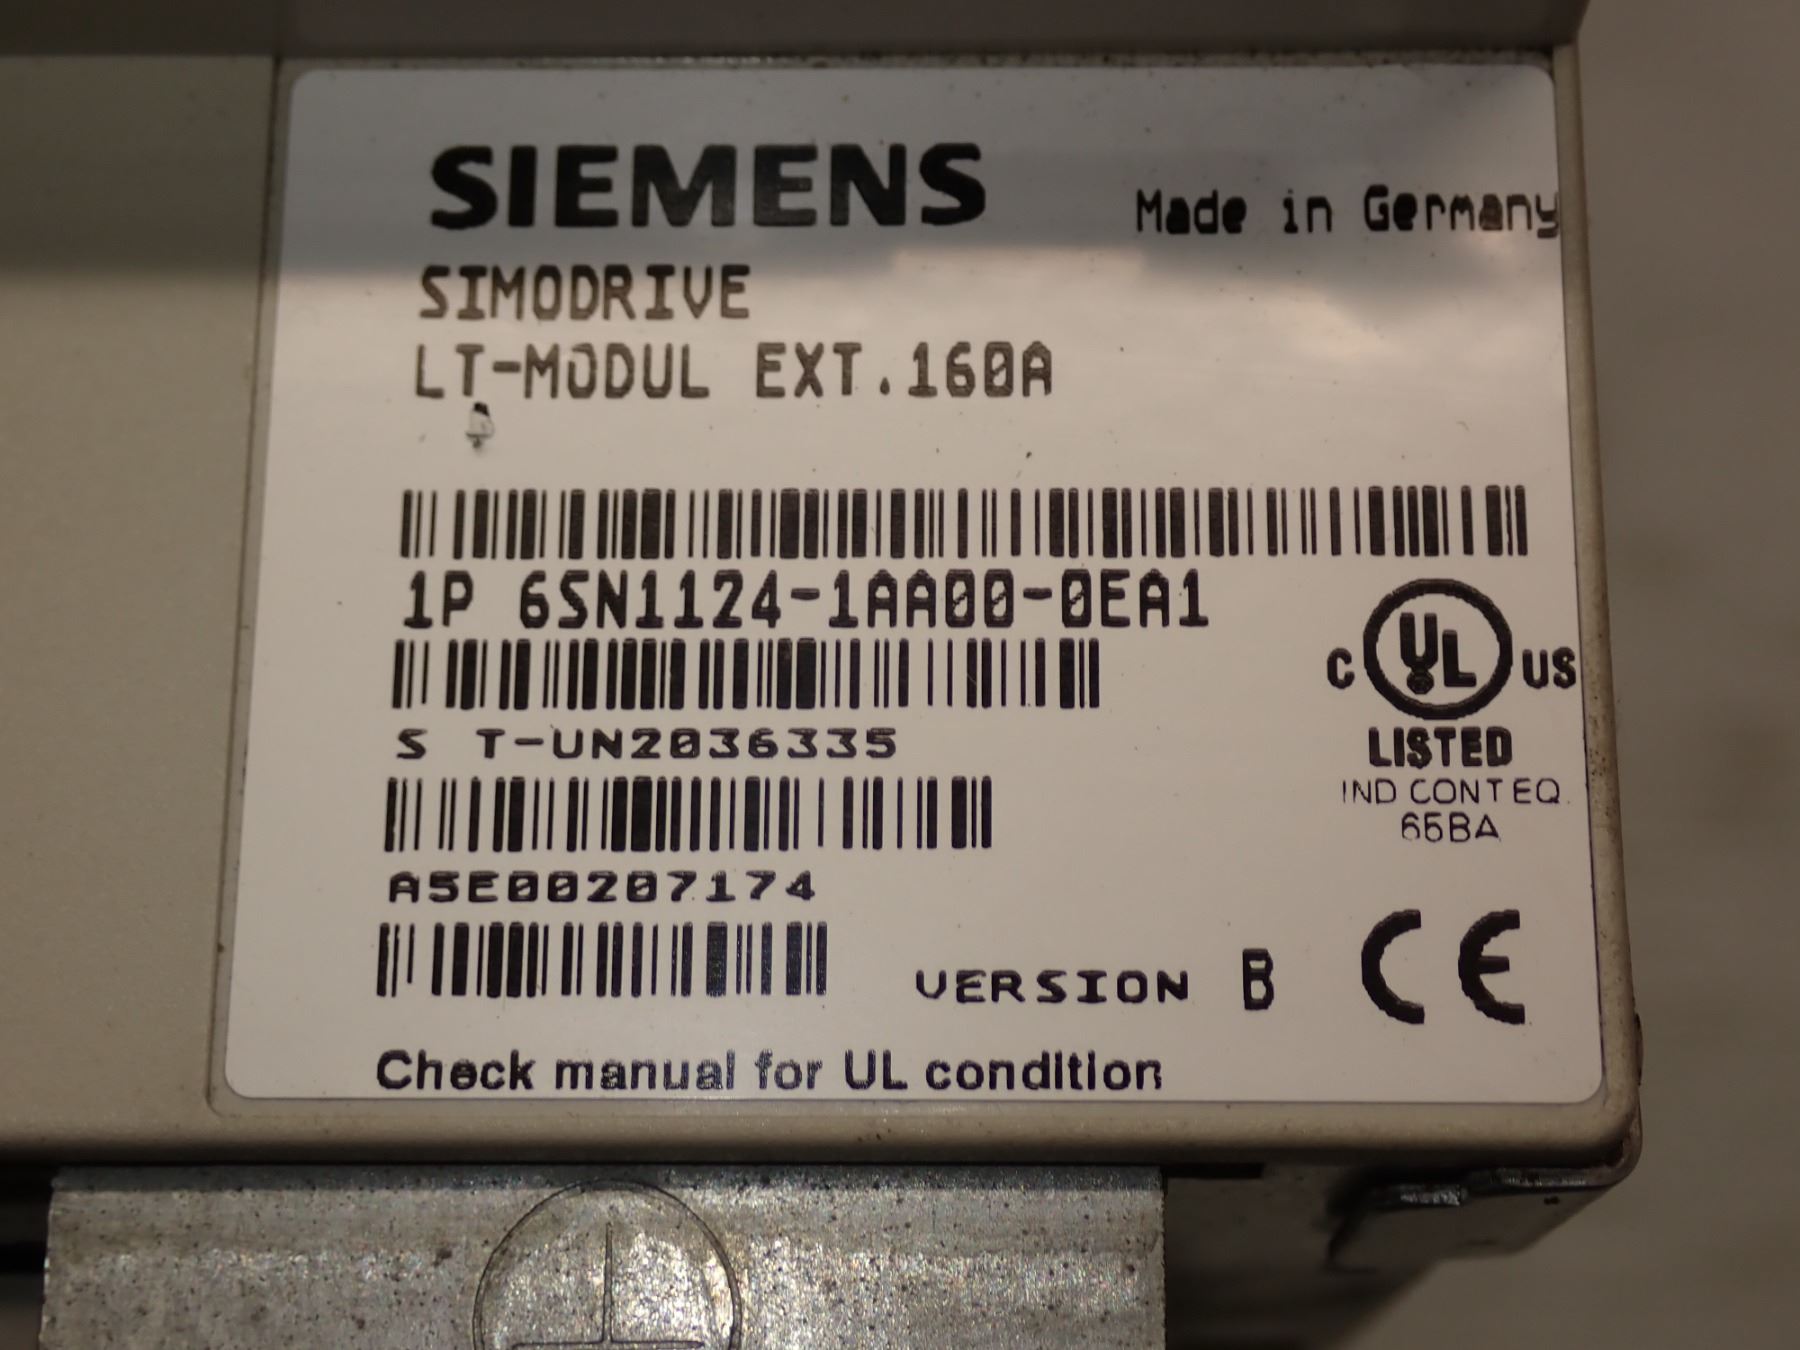 SIEMENS
Made in Germany
SIMODRIVE
LT-MODUL EXT.160A
1P 6SN1124-1AA00-0EA1
C UL US
LISTED
IND CONT EQ.
65BA
S T-UN2036335
A5E00207174
VERSION B
CE
Check manual for UL condition